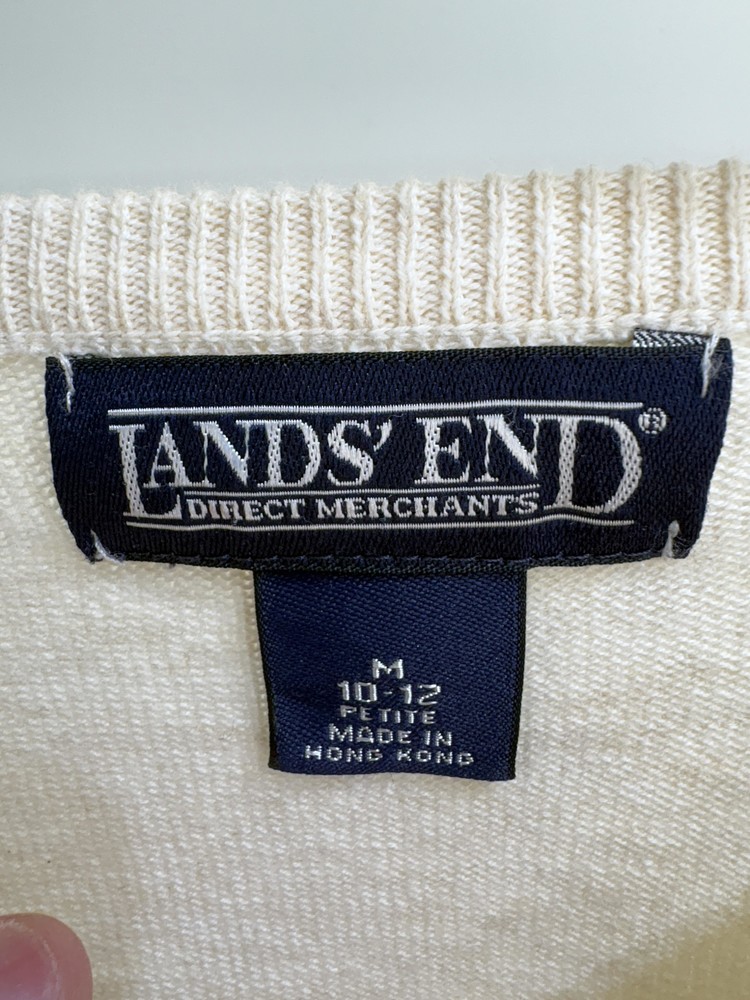 LANDS' END®
DIRECT MERCHANTS
M
10-12
PETITE
MADE IN
HONG KONG